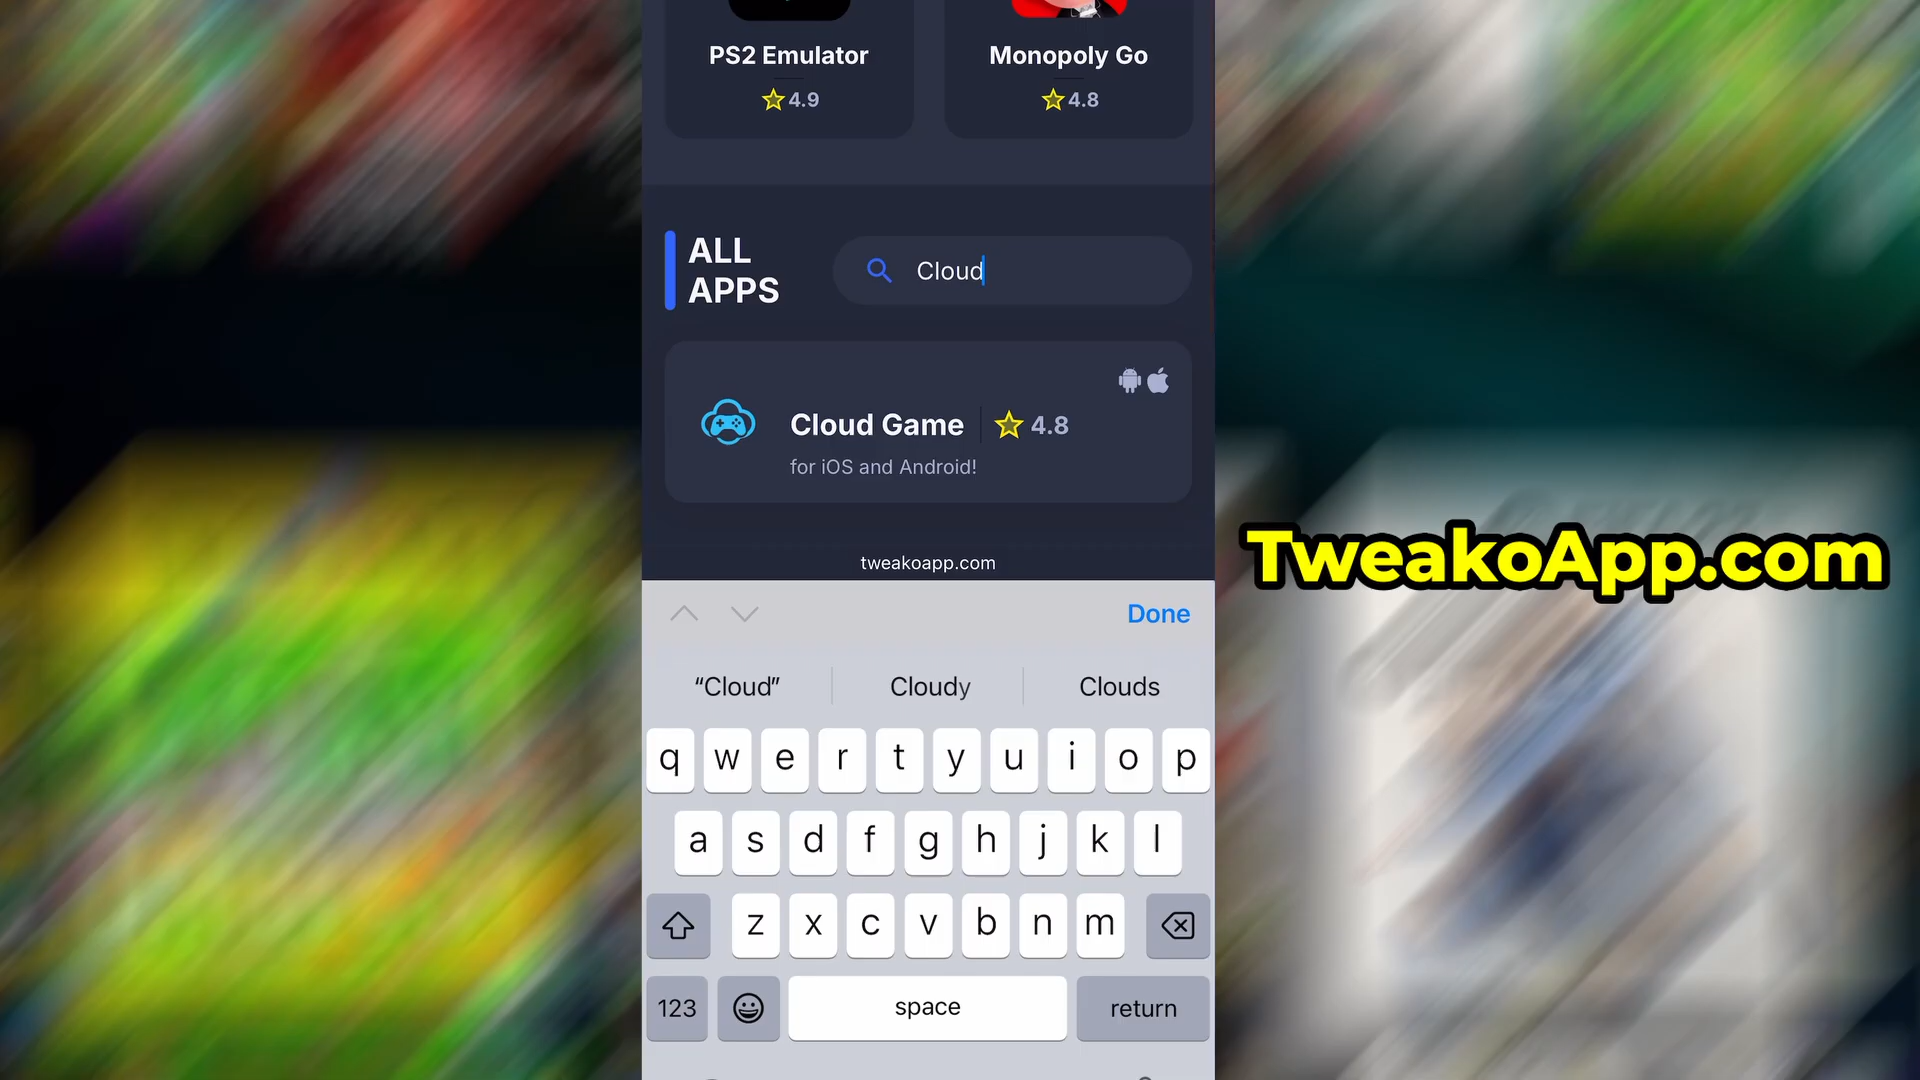 PS2 Emulator
4.9
Monopoly Go
4.8
ALL
APPS
Cloud
Cloud Game
4.8
for iOS and Android!
tweakoapp.com
TweakoApp.com
Done
“Cloud”
Cloudy
Clouds
q w e r t y u i o p
a s d f g h j k l
z x c v b n m
123
space
return